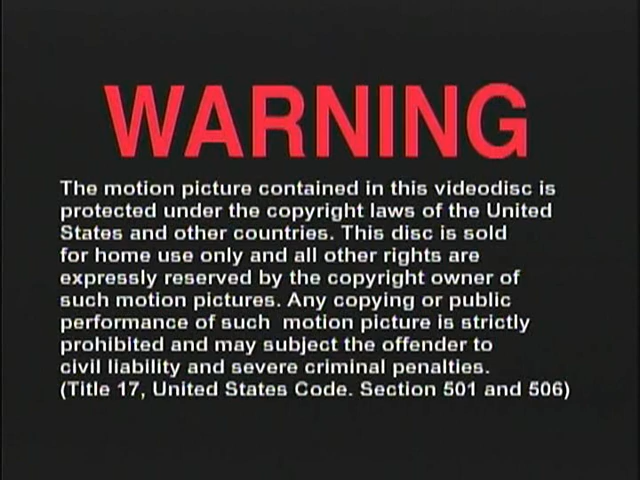 WARNING
The motion picture contained in this videodisc is
protected under the copyright laws of the United
States and other countries. This disc is sold
for home use only and all other rights are
expressly reserved by the copyright owner of
such motion pictures. Any copying or public
performance of such  motion picture is strictly
prohibited and may subject the offender to
civil liability and severe criminal penalties.
(Title 17, United States Code. Section 501 and 506)